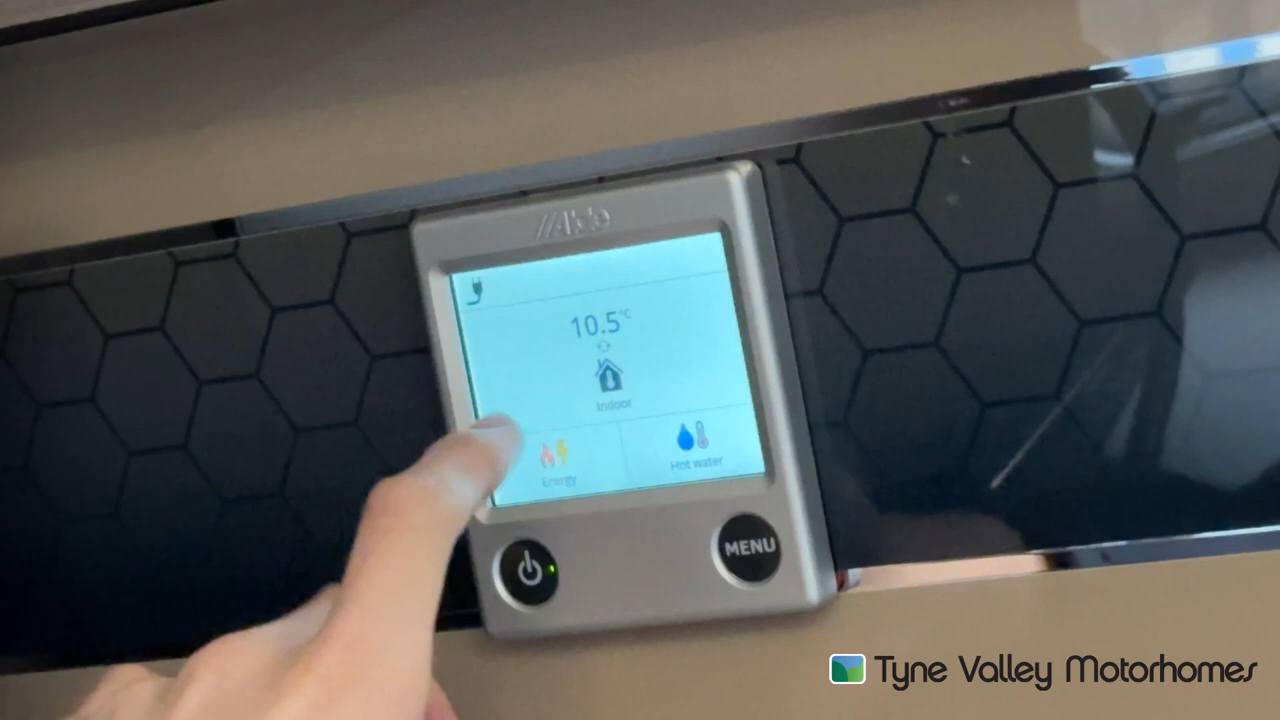 Alde
10.5°C
Indoor
Energy
Hot water
MENU
Tyne Valley Motorhomes